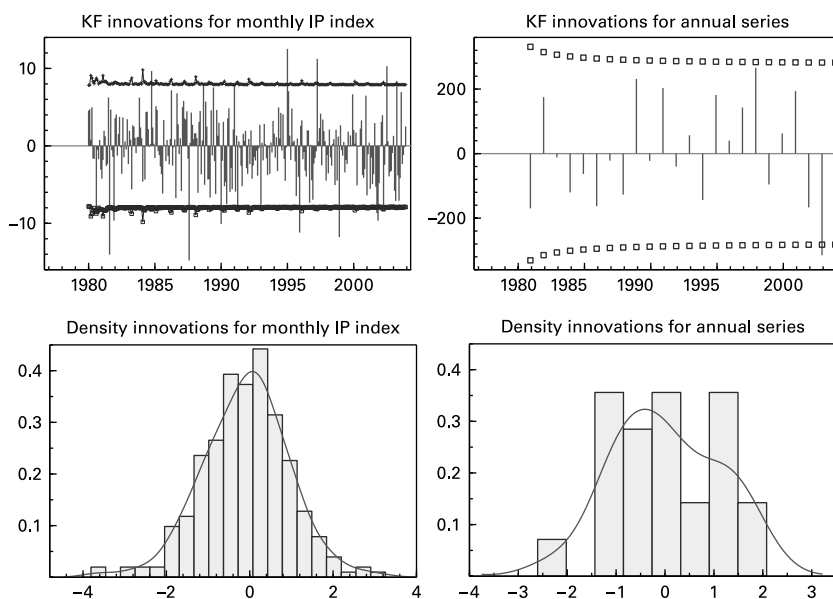 KF innovations for monthly IP index
KF innovations for annual series
10
0
−10
1980 1985 1990 1995 2000
200
0
−200
1980 1985 1990 1995 2000
Density innovations for monthly IP index
Density innovations for annual series
0.4
0.3
0.2
0.1
−4 −2 0 2 4
0.4
0.3
0.2
0.1
−4 −3 −2 −1 0 1 2 3